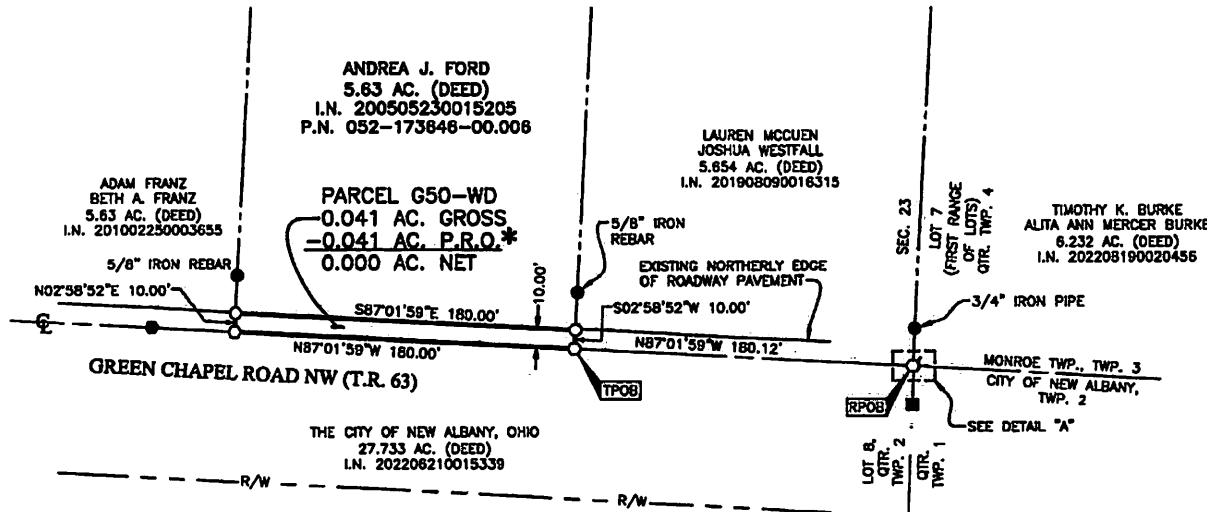 ANDREA J. FORD
5.63 AC. (DEED)
I.N. 200505230015205
P.N. 052-173646-00.006
LAUREN MCCUEN
JOSHUA WESTFALL
5.654 AC. (DEED)
I.N. 201908090016315
ADAM FRANZ
BETH A. FRANZ
5.63 AC. (DEED)
I.N. 201002250003655
PARCEL G50-WD
0.041 AC. GROSS
-0.041 AC. P.R.O.*
0.000 AC. NET
SEC. 23
LOT 7
(FIRST RANGE
OF LOTS)
QTR. TWP. 4
TIMOTHY K. BURKE
ALITA ANN MERCER BURKE
6.232 AC. (DEED)
I.N. 202208190020456
5/8" IRON
REBAR
5/8" IRON REBAR
EXISTING NORTHERLY EDGE
OF ROADWAY PAVEMENT
10.00'
N02°58'52"E 10.00'
S02°58'52"W 10.00'
3/4" IRON PIPE
S87°01'59"E 180.00'
N87°01'59"W 180.00'
N87°01'59"W 180.12'
CL
GREEN CHAPEL ROAD NW (T.R. 63)
TPOB
MONROE TWP., TWP. 3
CITY OF NEW ALBANY,
TWP. 2
RPOB
SEE DETAIL "A"
THE CITY OF NEW ALBANY, OHIO
27.733 AC. (DEED)
I.N. 202206210015339
LOT 8,
QTR.
TWP. 2
QTR.
TWP. 1
R/W
R/W